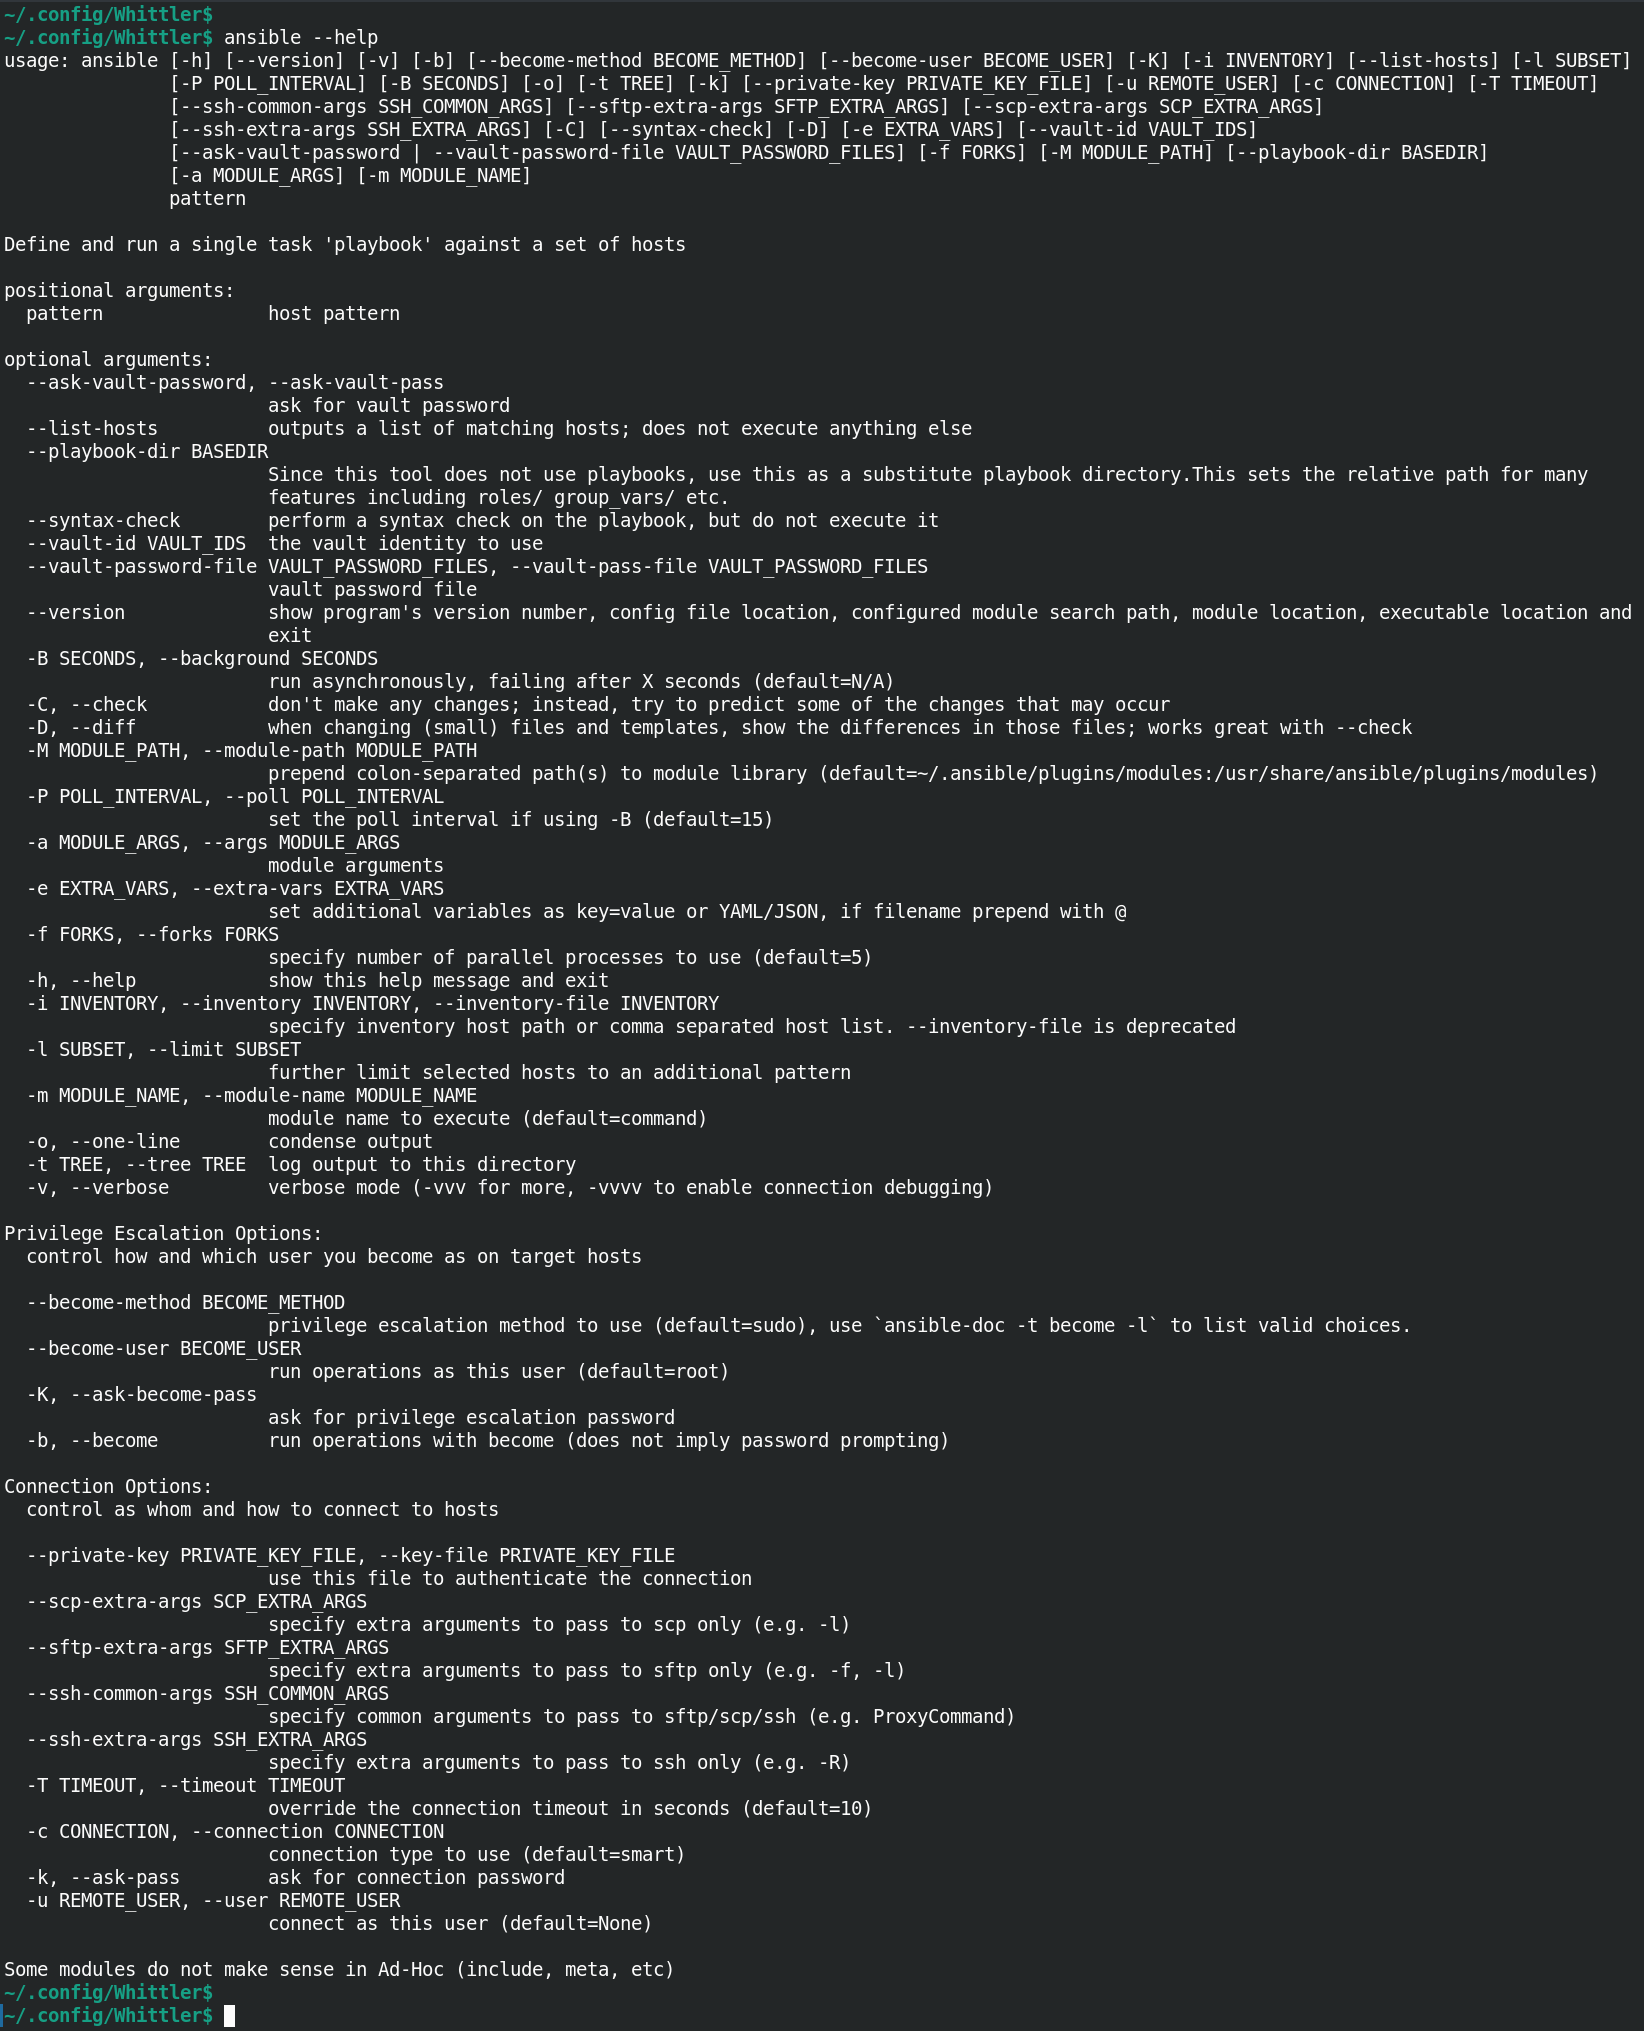 ~/.config/Whittler$
~/.config/Whittler$ ansible --help
usage: ansible [-h] [--version] [-v] [-b] [--become-method BECOME_METHOD] [--become-user BECOME_USER] [-K] [-i INVENTORY] [--list-hosts] [-l SUBSET]
               [-P POLL_INTERVAL] [-B SECONDS] [-o] [-t TREE] [-k] [--private-key PRIVATE_KEY_FILE] [-u REMOTE_USER] [-c CONNECTION] [-T TIMEOUT]
               [--ssh-common-args SSH_COMMON_ARGS] [--sftp-extra-args SFTP_EXTRA_ARGS] [--scp-extra-args SCP_EXTRA_ARGS]
               [--ssh-extra-args SSH_EXTRA_ARGS] [-C] [--syntax-check] [-D] [-e EXTRA_VARS] [--vault-id VAULT_IDS]
               [--ask-vault-password | --vault-password-file VAULT_PASSWORD_FILES] [-f FORKS] [-M MODULE_PATH] [--playbook-dir BASEDIR]
               [-a MODULE_ARGS] [-m MODULE_NAME]
               pattern

Define and run a single task 'playbook' against a set of hosts

positional arguments:
  pattern               host pattern

optional arguments:
  --ask-vault-password, --ask-vault-pass
                        ask for vault password
  --list-hosts          outputs a list of matching hosts; does not execute anything else
  --playbook-dir BASEDIR
                        Since this tool does not use playbooks, use this as a substitute playbook directory.This sets the relative path for many
                        features including roles/ group_vars/ etc.
  --syntax-check        perform a syntax check on the playbook, but do not execute it
  --vault-id VAULT_IDS  the vault identity to use
  --vault-password-file VAULT_PASSWORD_FILES, --vault-pass-file VAULT_PASSWORD_FILES
                        vault password file
  --version             show program's version number, config file location, configured module search path, module location, executable location and
                        exit
  -B SECONDS, --background SECONDS
                        run asynchronously, failing after X seconds (default=N/A)
  -C, --check           don't make any changes; instead, try to predict some of the changes that may occur
  -D, --diff            when changing (small) files and templates, show the differences in those files; works great with --check
  -M MODULE_PATH, --module-path MODULE_PATH
                        prepend colon-separated path(s) to module library (default=~/.ansible/plugins/modules:/usr/share/ansible/plugins/modules)
  -P POLL_INTERVAL, --poll POLL_INTERVAL
                        set the poll interval if using -B (default=15)
  -a MODULE_ARGS, --args MODULE_ARGS
                        module arguments
  -e EXTRA_VARS, --extra-vars EXTRA_VARS
                        set additional variables as key=value or YAML/JSON, if filename prepend with @
  -f FORKS, --forks FORKS
                        specify number of parallel processes to use (default=5)
  -h, --help            show this help message and exit
  -i INVENTORY, --inventory INVENTORY, --inventory-file INVENTORY
                        specify inventory host path or comma separated host list. --inventory-file is deprecated
  -l SUBSET, --limit SUBSET
                        further limit selected hosts to an additional pattern
  -m MODULE_NAME, --module-name MODULE_NAME
                        module name to execute (default=command)
  -o, --one-line        condense output
  -t TREE, --tree TREE  log output to this directory
  -v, --verbose         verbose mode (-vvv for more, -vvvv to enable connection debugging)

Privilege Escalation Options:
  control how and which user you become as on target hosts

  --become-method BECOME_METHOD
                        privilege escalation method to use (default=sudo), use `ansible-doc -t become -l` to list valid choices.
  --become-user BECOME_USER
                        run operations as this user (default=root)
  -K, --ask-become-pass
                        ask for privilege escalation password
  -b, --become          run operations with become (does not imply password prompting)

Connection Options:
  control as whom and how to connect to hosts

  --private-key PRIVATE_KEY_FILE, --key-file PRIVATE_KEY_FILE
                        use this file to authenticate the connection
  --scp-extra-args SCP_EXTRA_ARGS
                        specify extra arguments to pass to scp only (e.g. -l)
  --sftp-extra-args SFTP_EXTRA_ARGS
                        specify extra arguments to pass to sftp only (e.g. -f, -l)
  --ssh-common-args SSH_COMMON_ARGS
                        specify common arguments to pass to sftp/scp/ssh (e.g. ProxyCommand)
  --ssh-extra-args SSH_EXTRA_ARGS
                        specify extra arguments to pass to ssh only (e.g. -R)
  -T TIMEOUT, --timeout TIMEOUT
                        override the connection timeout in seconds (default=10)
  -c CONNECTION, --connection CONNECTION
                        connection type to use (default=smart)
  -k, --ask-pass        ask for connection password
  -u REMOTE_USER, --user REMOTE_USER
                        connect as this user (default=None)

Some modules do not make sense in Ad-Hoc (include, meta, etc)
~/.config/Whittler$
~/.config/Whittler$